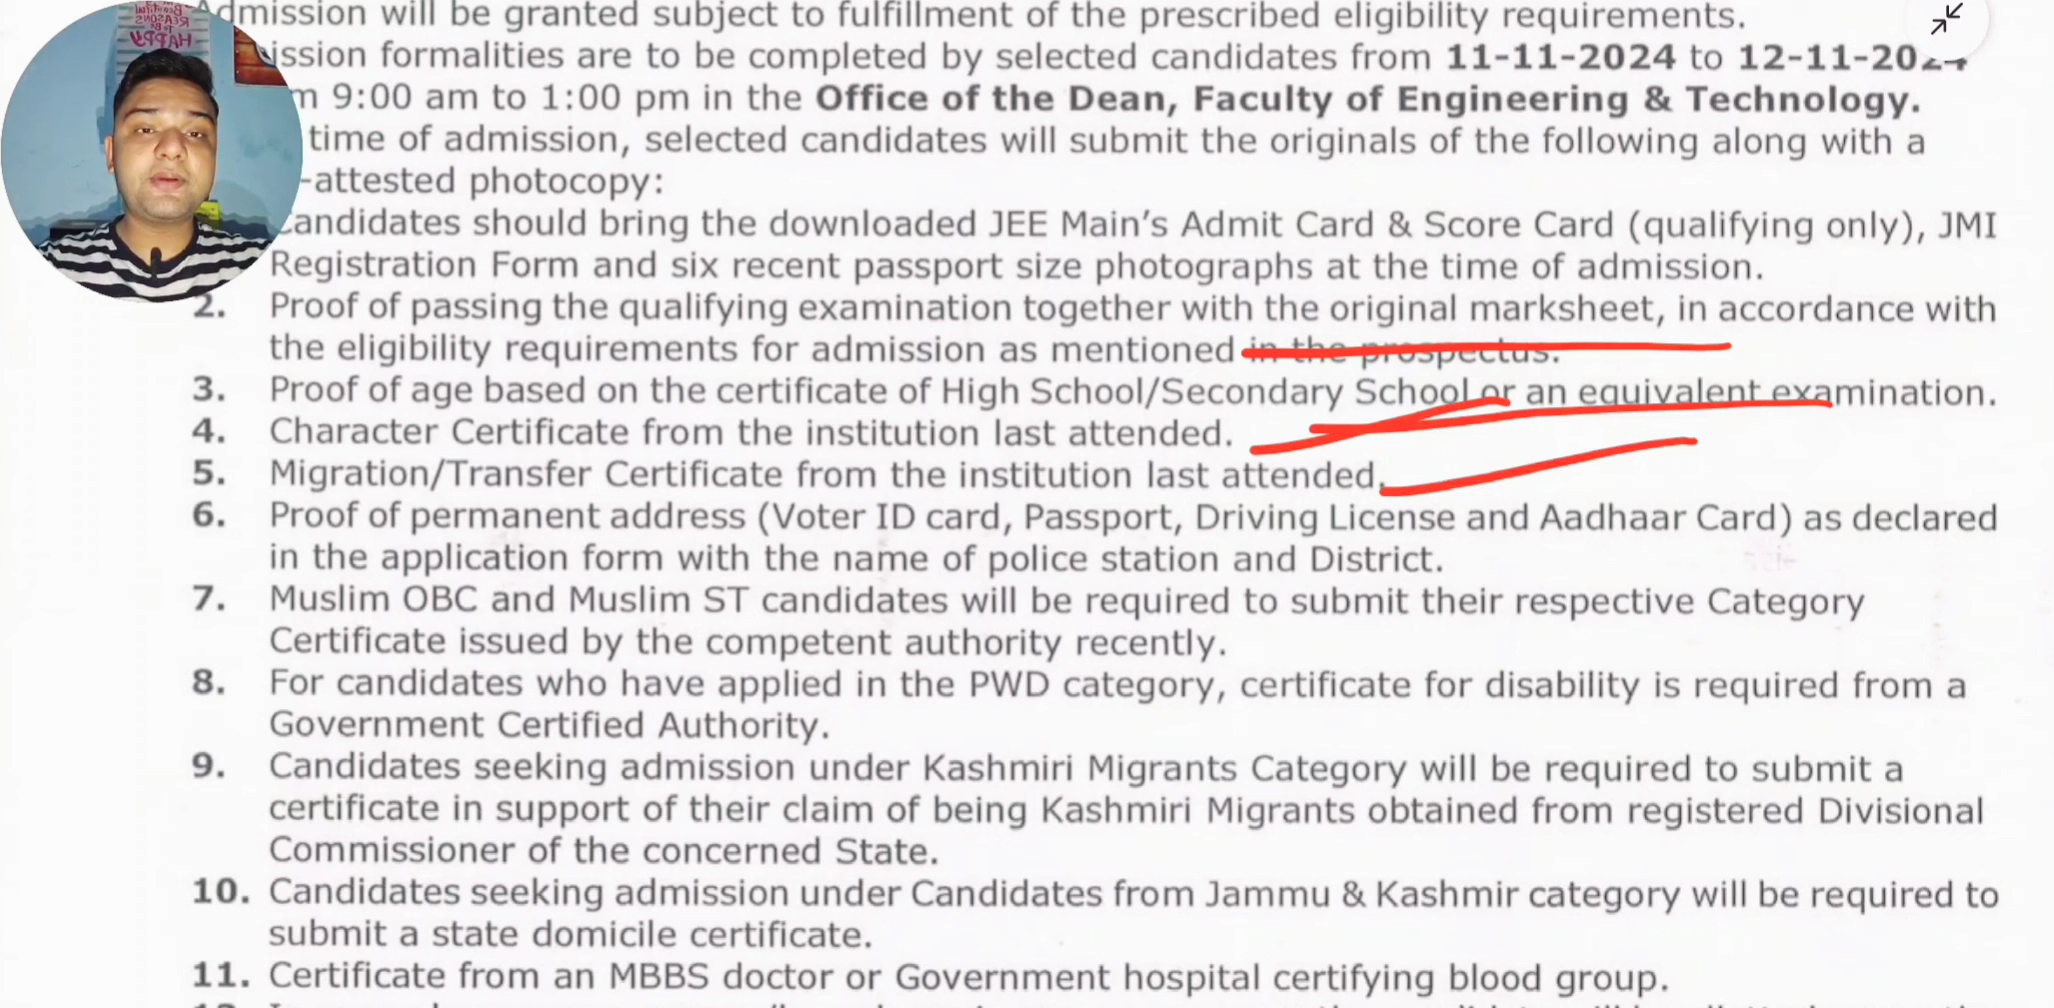 Admission will be granted subject to fulfillment of the prescribed eligibility requirements.
ission formalities are to be completed by selected candidates from 11-11-2024 to 12-11-2024
m 9:00 am to 1:00 pm in the Office of the Dean, Faculty of Engineering & Technology.
time of admission, selected candidates will submit the originals of the following along with a
-attested photocopy:
Candidates should bring the downloaded JEE Main's Admit Card & Score Card (qualifying only), JMI
Registration Form and six recent passport size photographs at the time of admission.
2. Proof of passing the qualifying examination together with the original marksheet, in accordance with
the eligibility requirements for admission as mentioned in the prospectus.
3. Proof of age based on the certificate of High School/Secondary School or an equivalent examination.
4. Character Certificate from the institution last attended.
5. Migration/Transfer Certificate from the institution last attended.
6. Proof of permanent address (Voter ID card, Passport, Driving License and Aadhaar Card) as declared
in the application form with the name of police station and District.
7. Muslim OBC and Muslim ST candidates will be required to submit their respective Category
Certificate issued by the competent authority recently.
8. For candidates who have applied in the PWD category, certificate for disability is required from a
Government Certified Authority.
9. Candidates seeking admission under Kashmiri Migrants Category will be required to submit a
certificate in support of their claim of being Kashmiri Migrants obtained from registered Divisional
Commissioner of the concerned State.
10. Candidates seeking admission under Candidates from Jammu & Kashmir category will be required to
submit a state domicile certificate.
11. Certificate from an MBBS doctor or Government hospital certifying blood group.